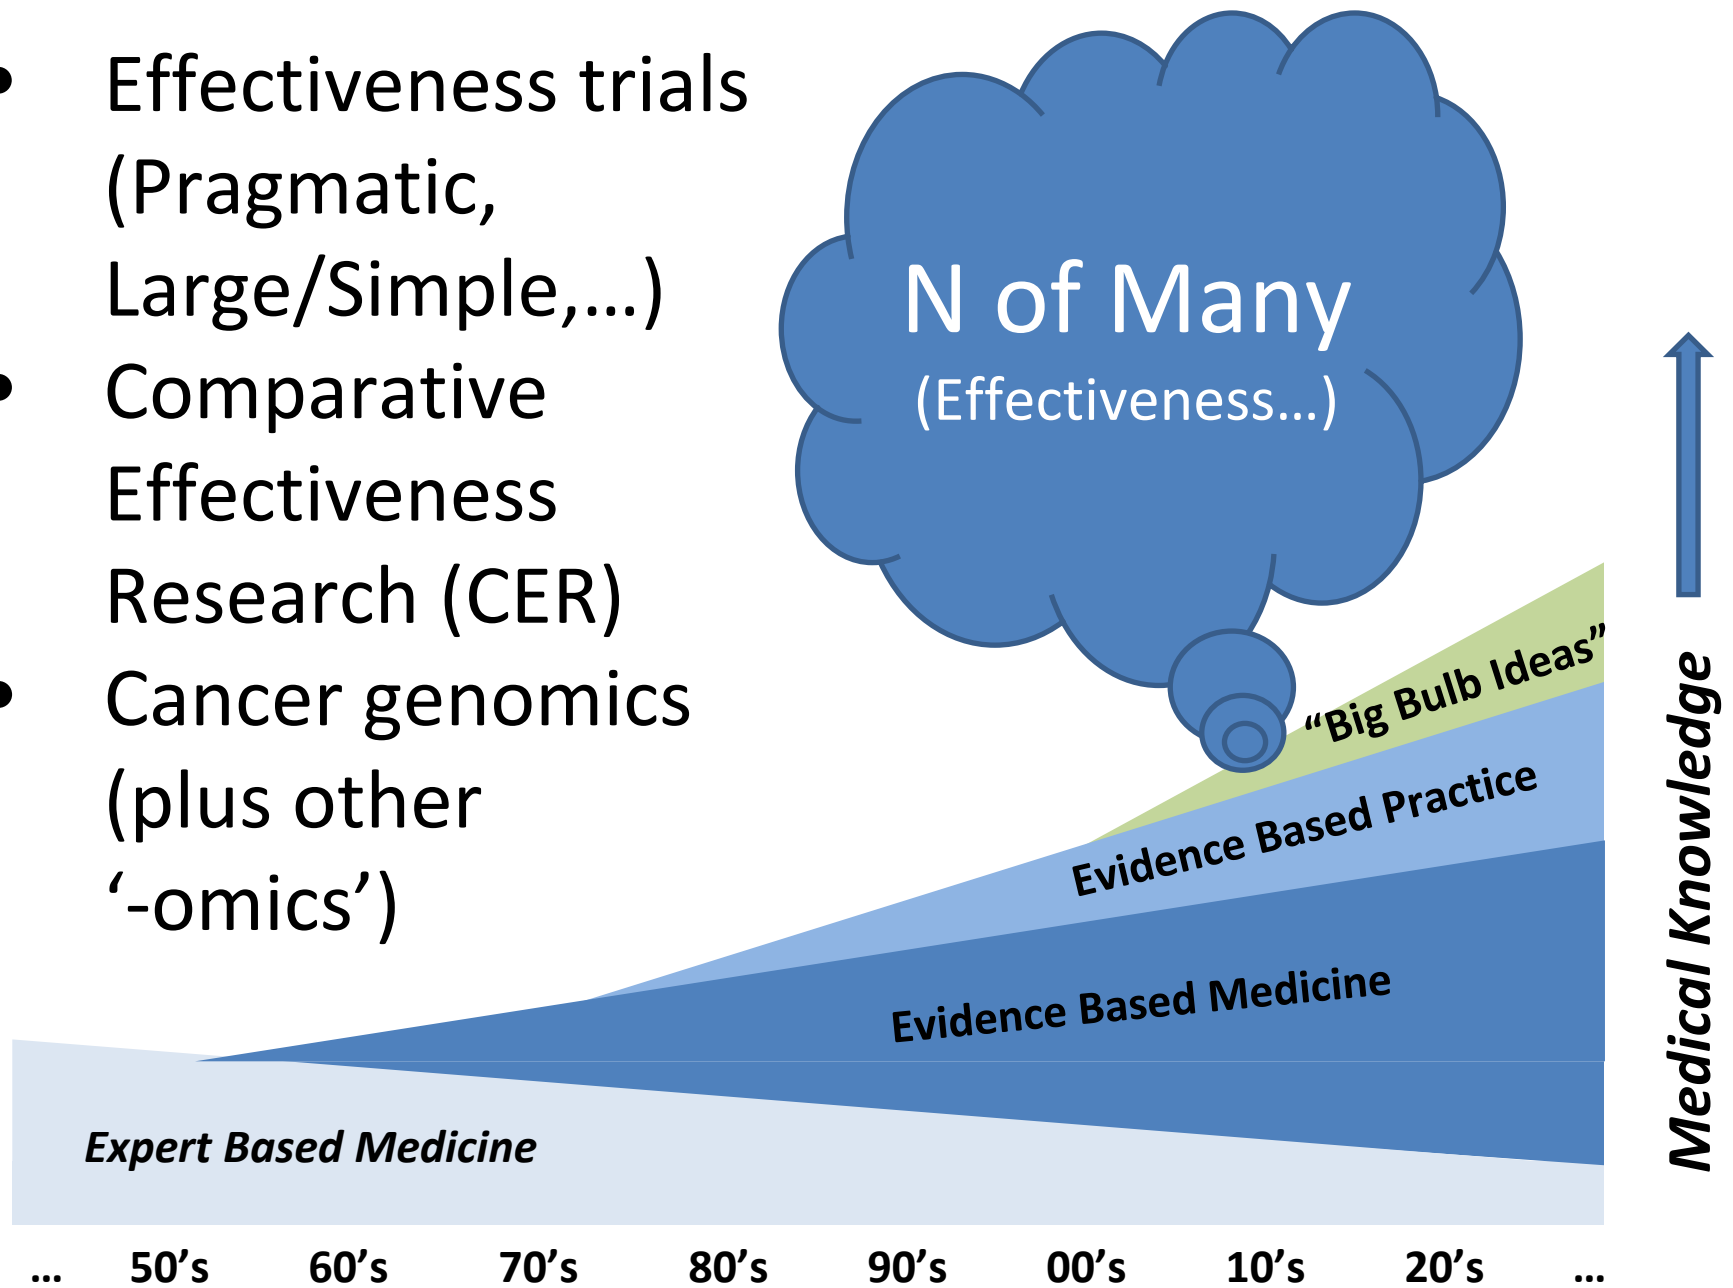 • Effectiveness trials
(Pragmatic,
Large/Simple,...)
• Comparative
Effectiveness
Research (CER)
• Cancer genomics
(plus other
‘-omics’)
N of Many
(Effectiveness...)
“Big Bulb Ideas”
Evidence Based Practice
Evidence Based Medicine
Expert Based Medicine
Medical Knowledge
... 50’s 60’s 70’s 80’s 90’s 00’s 10’s 20’s ...